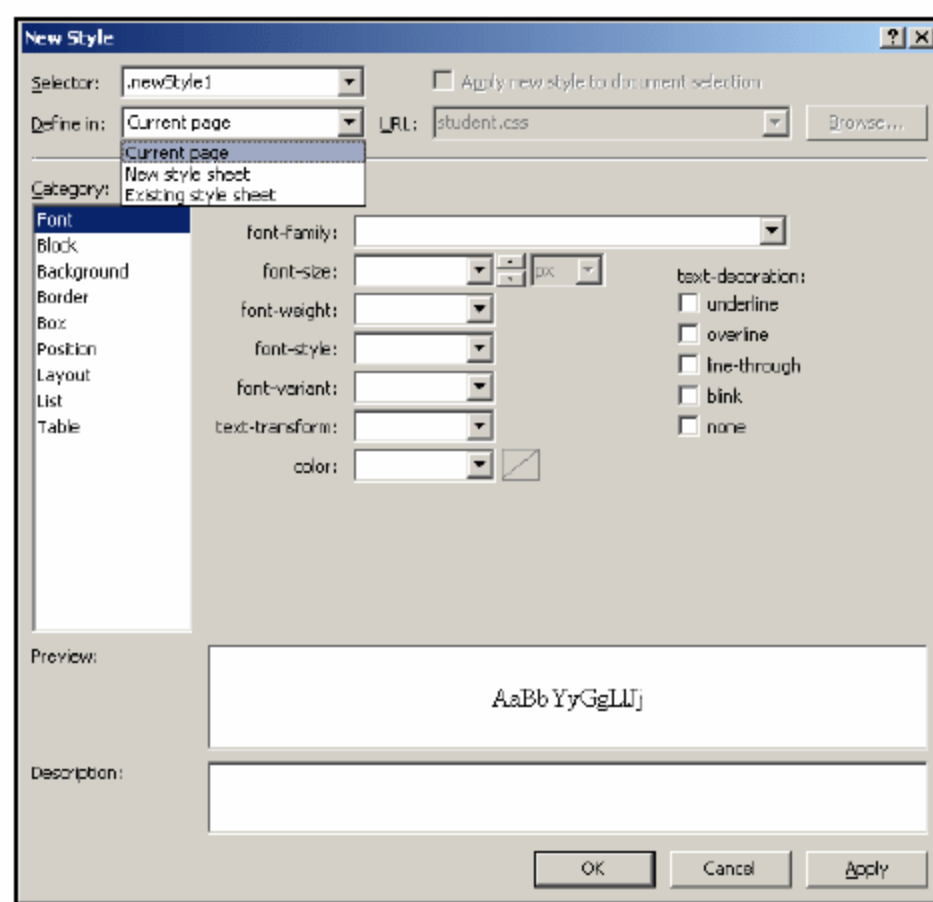 New Style
Selector: .newStyle1 Apply new style to document selection
Define in: Current page URL: student.css Browse...
Current page
New style sheet
Existing style sheet
Category:
Font
Block
Background
Border
Box
Position
Layout
List
Table
font-family:
font-size: px
font-weight:
font-style:
font-variant:
text-transform:
color:
text-decoration:
underline
overline
line-through
blink
none
Preview:
AaBbYyGgLlJj
Description:
OK Cancel Apply